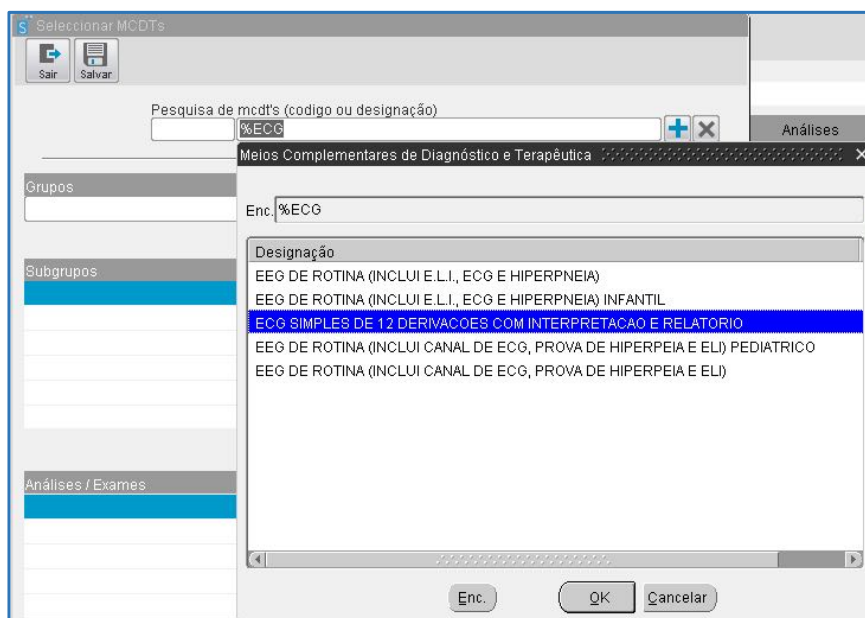 S Seleccionar MCDTs
Sair Salvar
Pesquisa de mcdt's (codigo ou designação)
%ECG
Análises
Meios Complementares de Diagnóstico e Terapêutica
Grupos
Enc. %ECG
Designação
Subgrupos
EEG DE ROTINA (INCLUI E.L.I., ECG E HIPERPNEIA)
EEG DE ROTINA (INCLUI E.L.I., ECG E HIPERPNEIA) INFANTIL
ECG SIMPLES DE 12 DERIVACOES COM INTERPRETACAO E RELATORIO
EEG DE ROTINA (INCLUI CANAL DE ECG, PROVA DE HIPERPEIA E ELI) PEDIATRICO
EEG DE ROTINA (INCLUI CANAL DE ECG, PROVA DE HIPERPEIA E ELI)
Análises / Exames
Enc. OK Cancelar